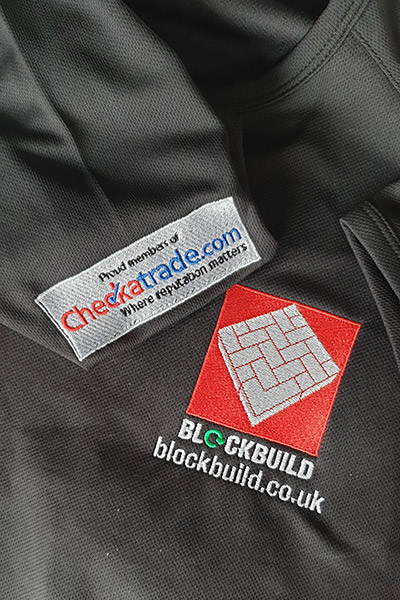 Proud members of
Checkatrade.com
Where reputation matters
BLOCKBUILD
blockbuild.co.uk